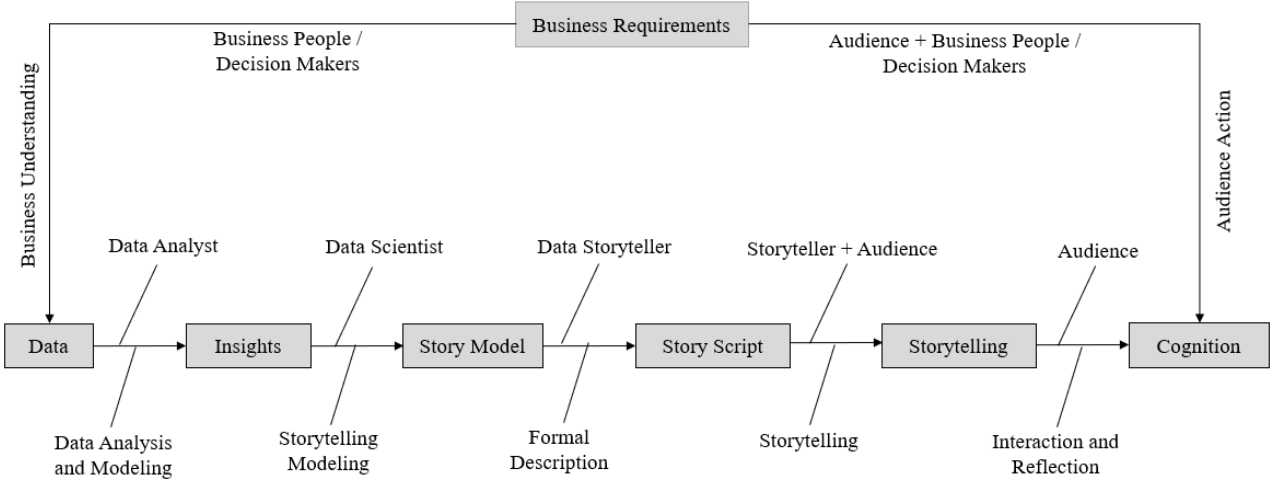 Business Requirements
Business People /
Decision Makers
Audience + Business People /
Decision Makers
Business Understanding
Audience Action
Data Analyst
Data Scientist
Data Storyteller
Storyteller + Audience
Audience
Data
Insights
Story Model
Story Script
Storytelling
Cognition
Data Analysis
and Modeling
Storytelling
Modeling
Formal
Description
Storytelling
Interaction and
Reflection